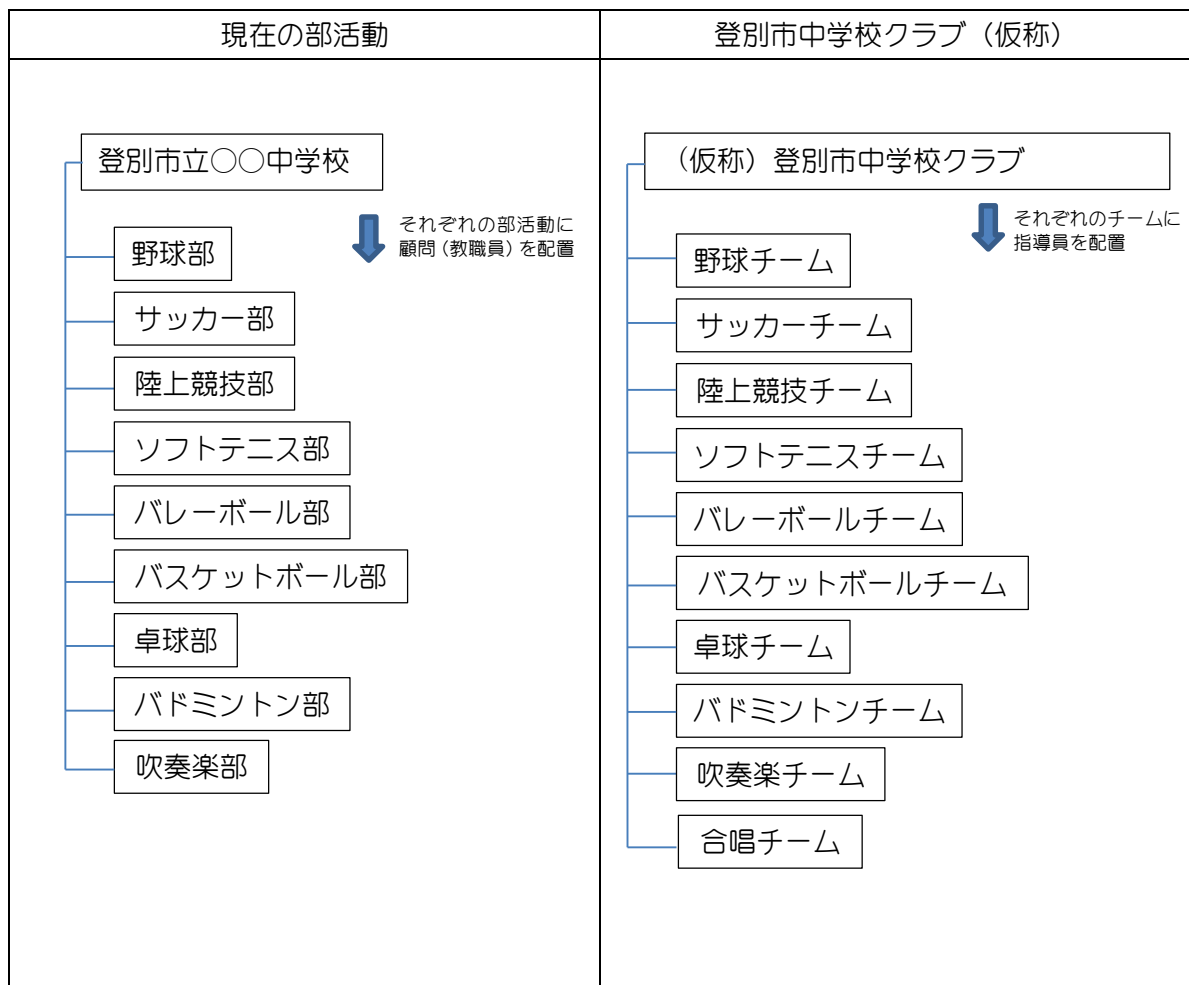 現在の部活動
登別市立○○中学校
それぞれの部活動に
顧問（教職員）を配置
野球部
サッカー部
陸上競技部
ソフトテニス部
バレーボール部
バスケットボール部
卓球部
バドミントン部
吹奏楽部
登別市中学校クラブ（仮称）
（仮称）登別市中学校クラブ
それぞれのチームに
指導員を配置
野球チーム
サッカーチーム
陸上競技チーム
ソフトテニスチーム
バレーボールチーム
バスケットボールチーム
卓球チーム
バドミントンチーム
吹奏楽チーム
合唱チーム